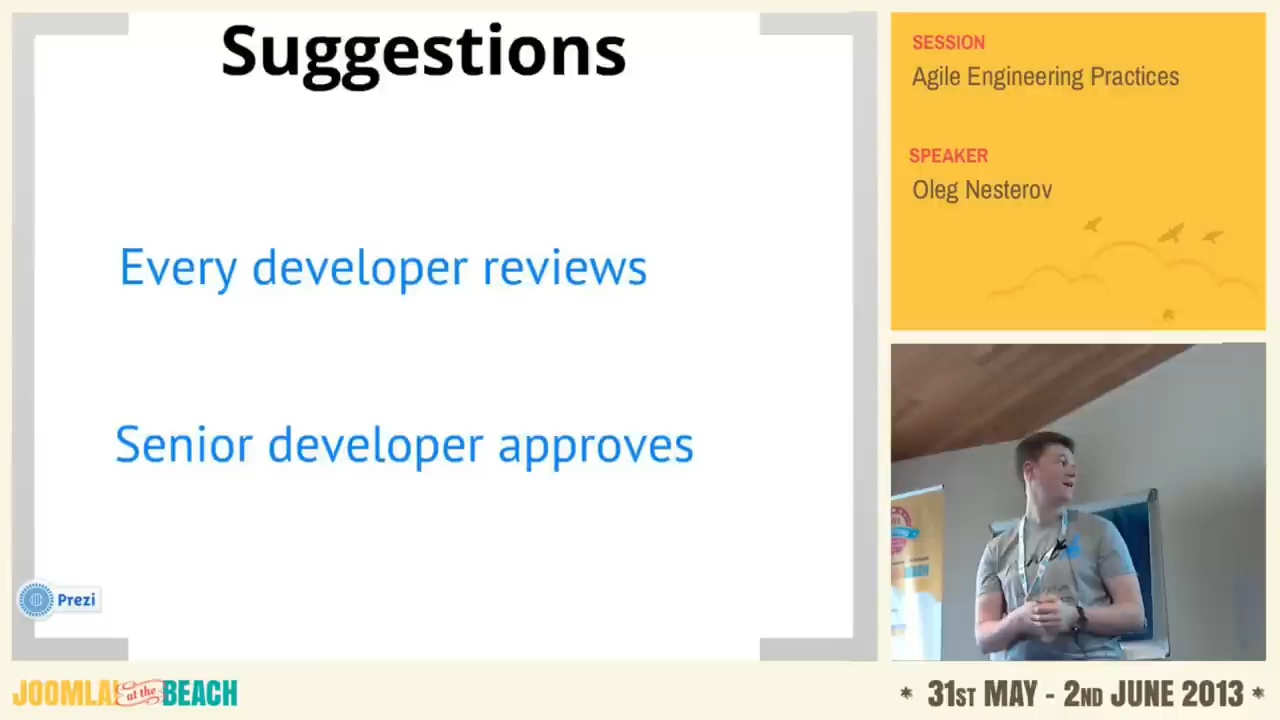 Suggestions
Every developer reviews
Senior developer approves
Prezi
SESSION
Agile Engineering Practices
SPEAKER
Oleg Nesterov
JOOMLA! at the BEACH
* 31ST MAY - 2ND JUNE 2013 *